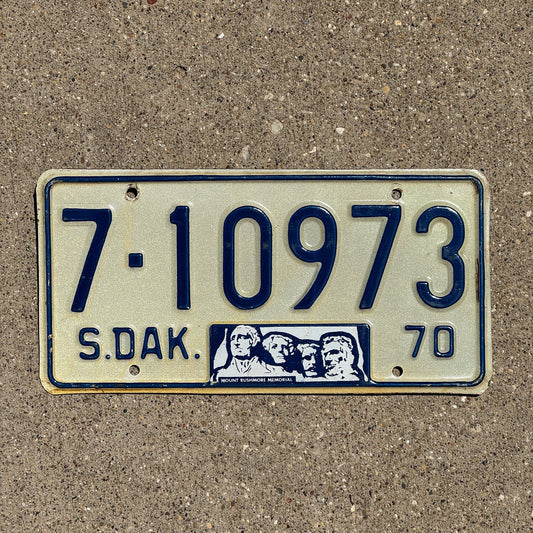 7-10973
S.DAK. 70
MOUNT RUSHMORE MEMORIAL